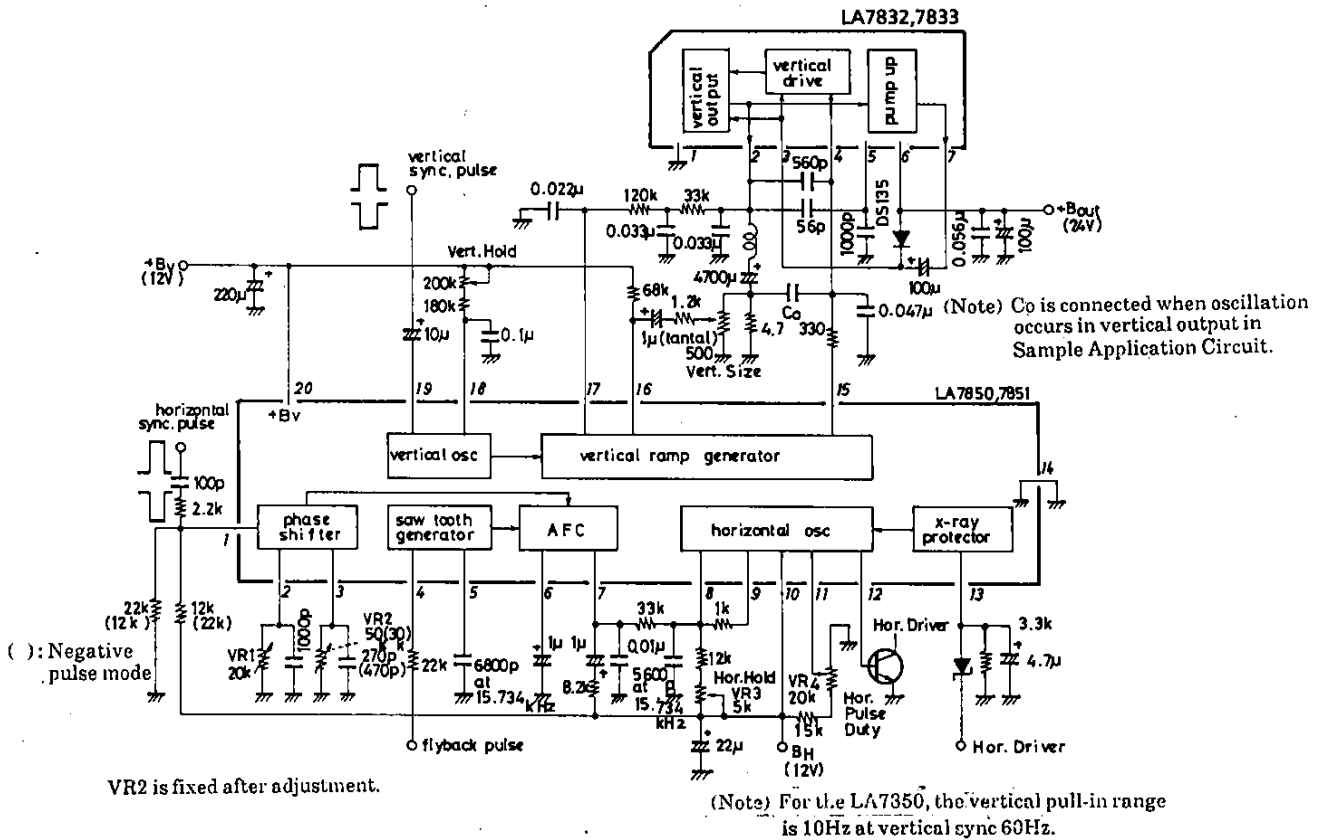 LA7832,7833
vertical output
vertical drive
pump up
1
2
3
4
5
6
7
vertical
sync. pulse
560p
0.022μ
120k
33k
56p
1000p
DS135
0.033μ
0.033μ
0.056μ
100μ
+Bout
(24V)
+Bv
(12V)
220μ
Vert.Hold
200k
180k
10μ
0.1μ
68k
1.2k
1μ(tantal)
500
Vert. Size
4700μ
4.7
Co
330
0.047μ
100μ
(Note) Co is connected when oscillation
occurs in vertical output in
Sample Application Circuit.
20
19
18
17
16
15
LA7850,7851
+Bv
horizontal
sync. pulse
100p
2.2k
vertical osc
vertical ramp generator
14
phase
shifter
saw tooth
generator
AFC
horizontal osc
x-ray
protector
1
2
3
4
5
6
7
8
9
10
11
12
13
22k
(12k)
12k
(22k)
( ): Negative
pulse mode
VR1
20k
1000p
VR2
50(30)
k k
270p
(470p)
22k
6800p
at
15.734
kHz
1μ
1μ
8.2k
33k
0.01μ
5600p
at
15.734
kHz
1k
12k
Hor.Hold
VR3
5k
22μ
VR4
20k
15k
BH
(12V)
Hor. Driver
Hor.
Pulse
Duty
3.3k
4.7μ
Hor. Driver
flyback pulse
VR2 is fixed after adjustment.
(Note) For the LA7350, the vertical pull-in range
is 10Hz at vertical sync 60Hz.